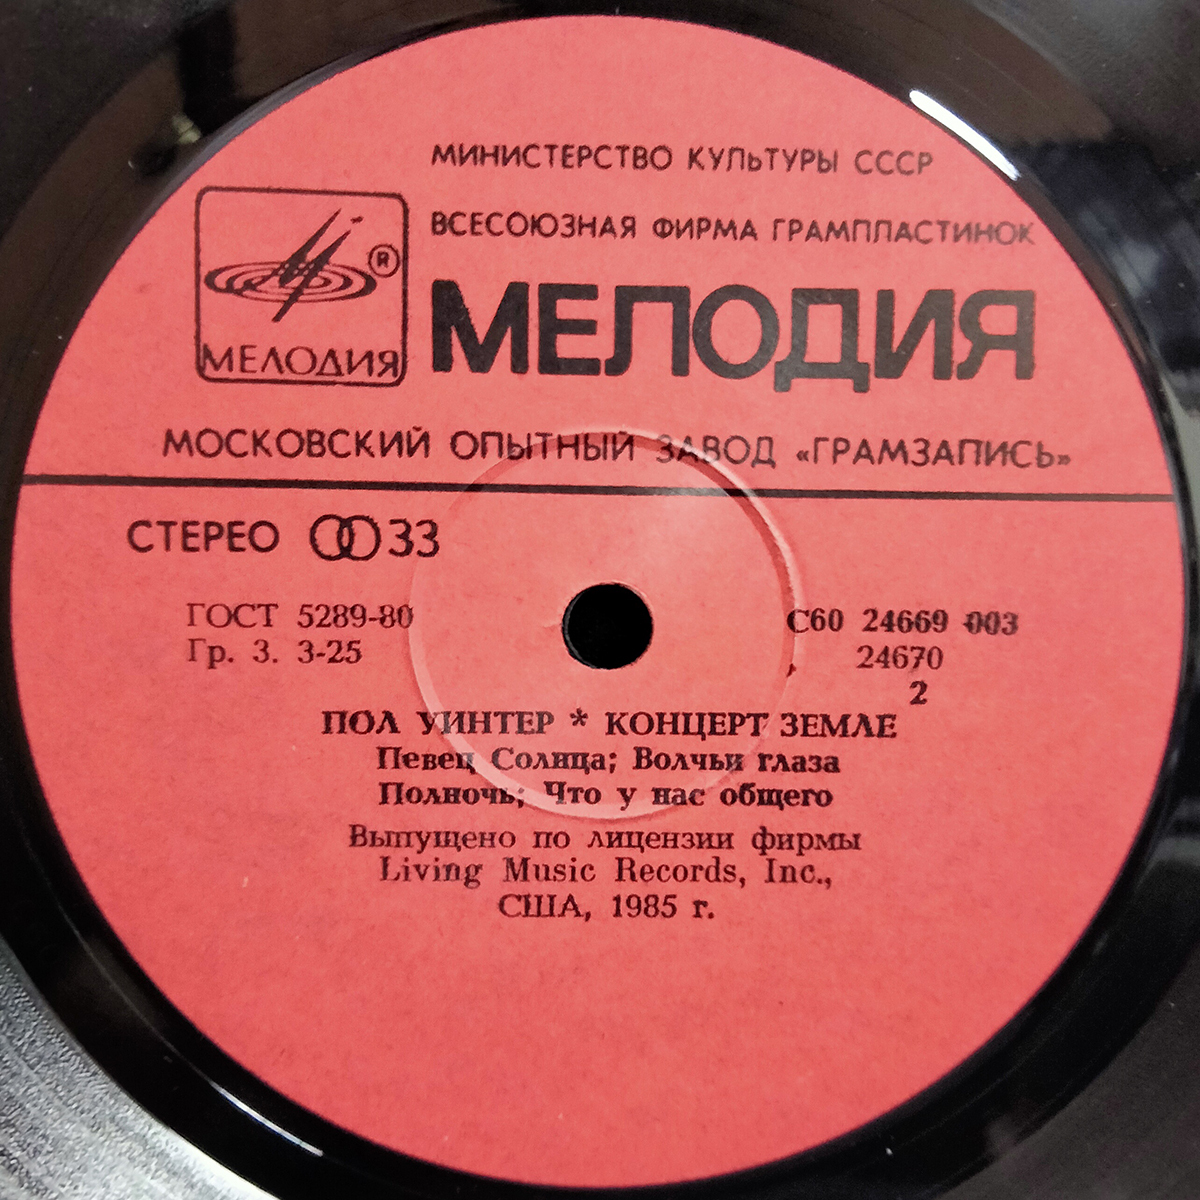 МИНИСТЕРСТВО КУЛЬТУРЫ СССР
ВСЕСОЮЗНАЯ ФИРМА ГРАМПЛАСТИНОК
МЕЛОДИЯ ®
МЕЛОДИЯ
МОСКОВСКИЙ ОПЫТНЫЙ ЗАВОД «ГРАМЗАПИСЬ»
СТЕРЕО 33
ГОСТ 5289-80
Гр. 3. 3-25
С60 24669 003
24670
2
ПОЛ УИНТЕР * КОНЦЕРТ ЗЕМЛЕ
Певец Солнца; Волчьи глаза
Полночь; Что у нас общего
Выпущено по лицензии фирмы
Living Music Records, Inc.,
США, 1985 г.